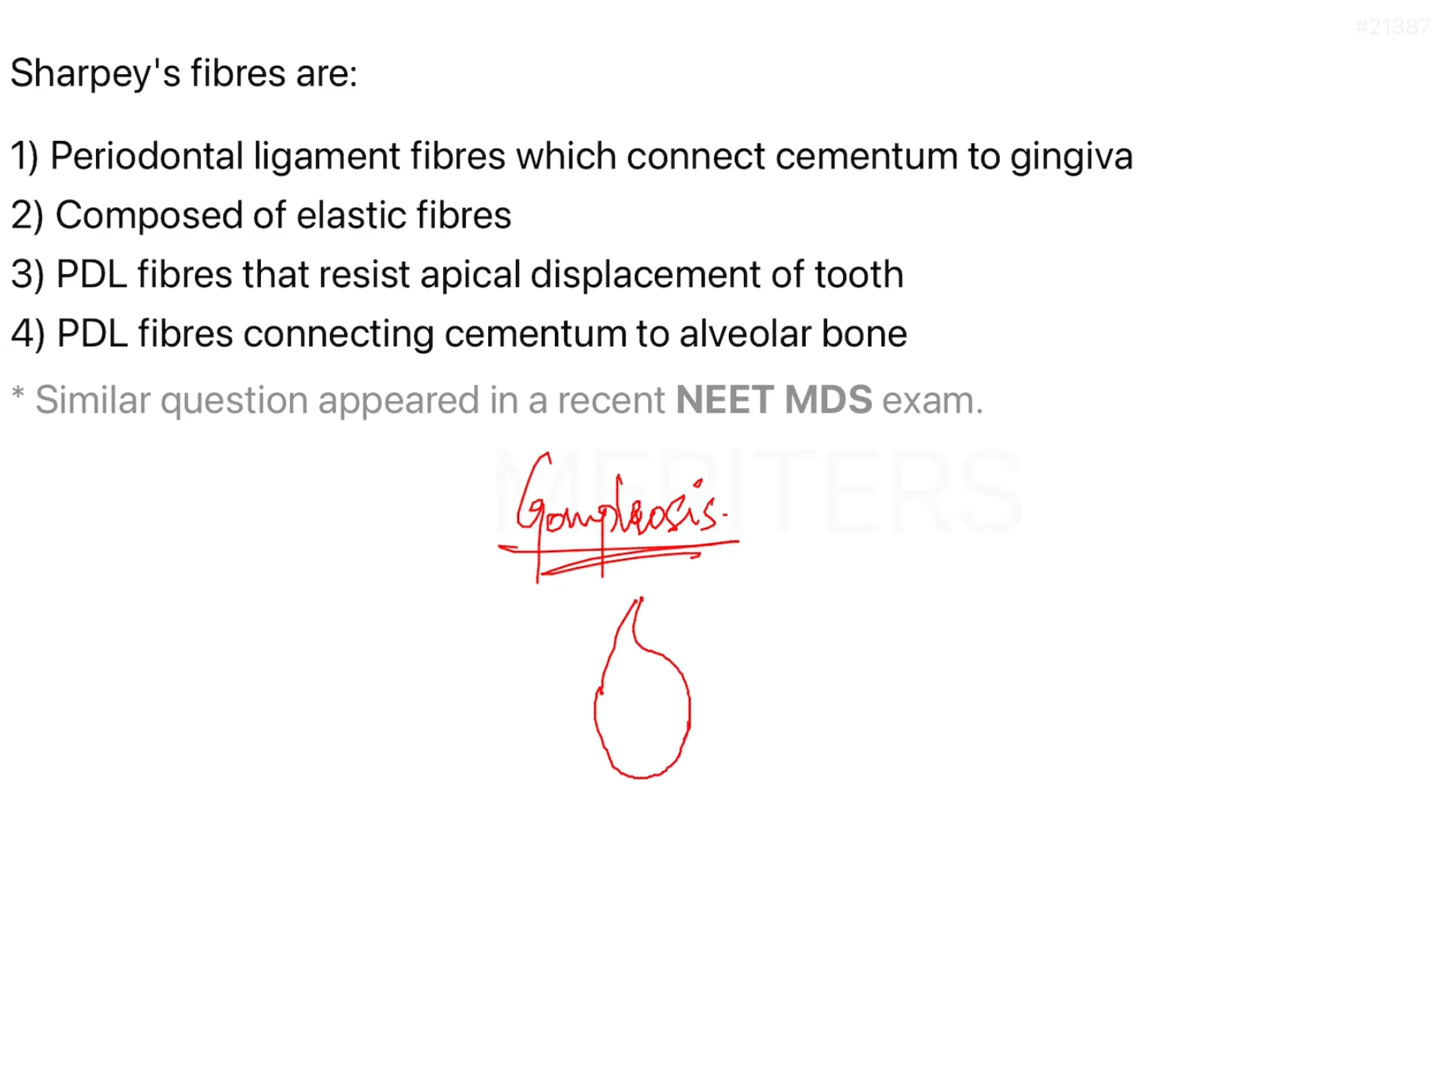 #21387
Sharpey's fibres are:
1) Periodontal ligament fibres which connect cementum to gingiva
2) Composed of elastic fibres
3) PDL fibres that resist apical displacement of tooth
4) PDL fibres connecting cementum to alveolar bone
* Similar question appeared in a recent NEET MDS exam.
MERITERS
Gomphosis.